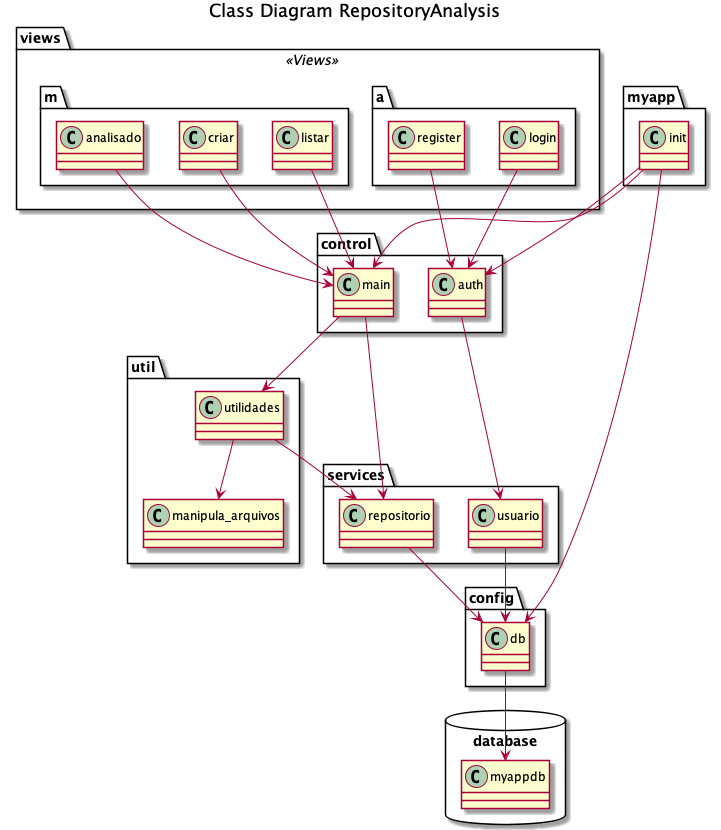 Class Diagram RepositoryAnalysis
views
«Views»
m
a
myapp
C analisado
C criar
C listar
C register
C login
C init
control
C main
C auth
util
C utilidades
services
C manipula_arquivos
C repositorio
C usuario
config
C db
database
C myappdb